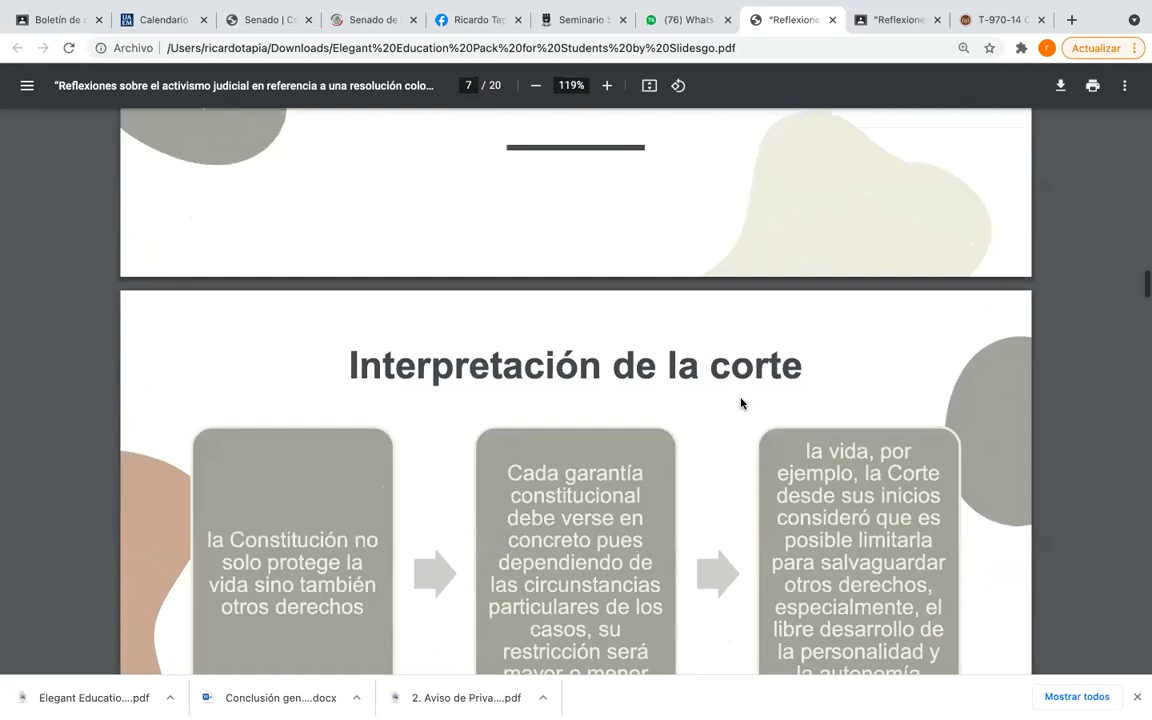 Boletín de c
Calendario
Senado | C
Senado de
Ricardo Tap
Seminario S
(76) Whats
"Reflexione
"Reflexione
T-970-14 C
Archivo
/Users/ricardotapia/Downloads/Elegant%20Education%20Pack%20for%20Students%20by%20Slidesgo.pdf
r
Actualizar
"Reflexiones sobre el activismo judicial en referencia a una resolución colo...
7 / 20
119%
Interpretación de la corte
la Constitución no
solo protege la
vida sino también
otros derechos
Cada garantía
constitucional
debe verse en
concreto pues
dependiendo de
las circunstancias
particulares de los
casos, su
restricción será
mayor o menor
la vida, por
ejemplo, la Corte
desde sus inicios
consideró que es
posible limitarla
para salvaguardar
otros derechos,
especialmente, el
libre desarrollo de
la personalidad y
la autonomía
Elegant Educatio....pdf
Conclusión gen....docx
2. Aviso de Priva....pdf
Mostrar todos